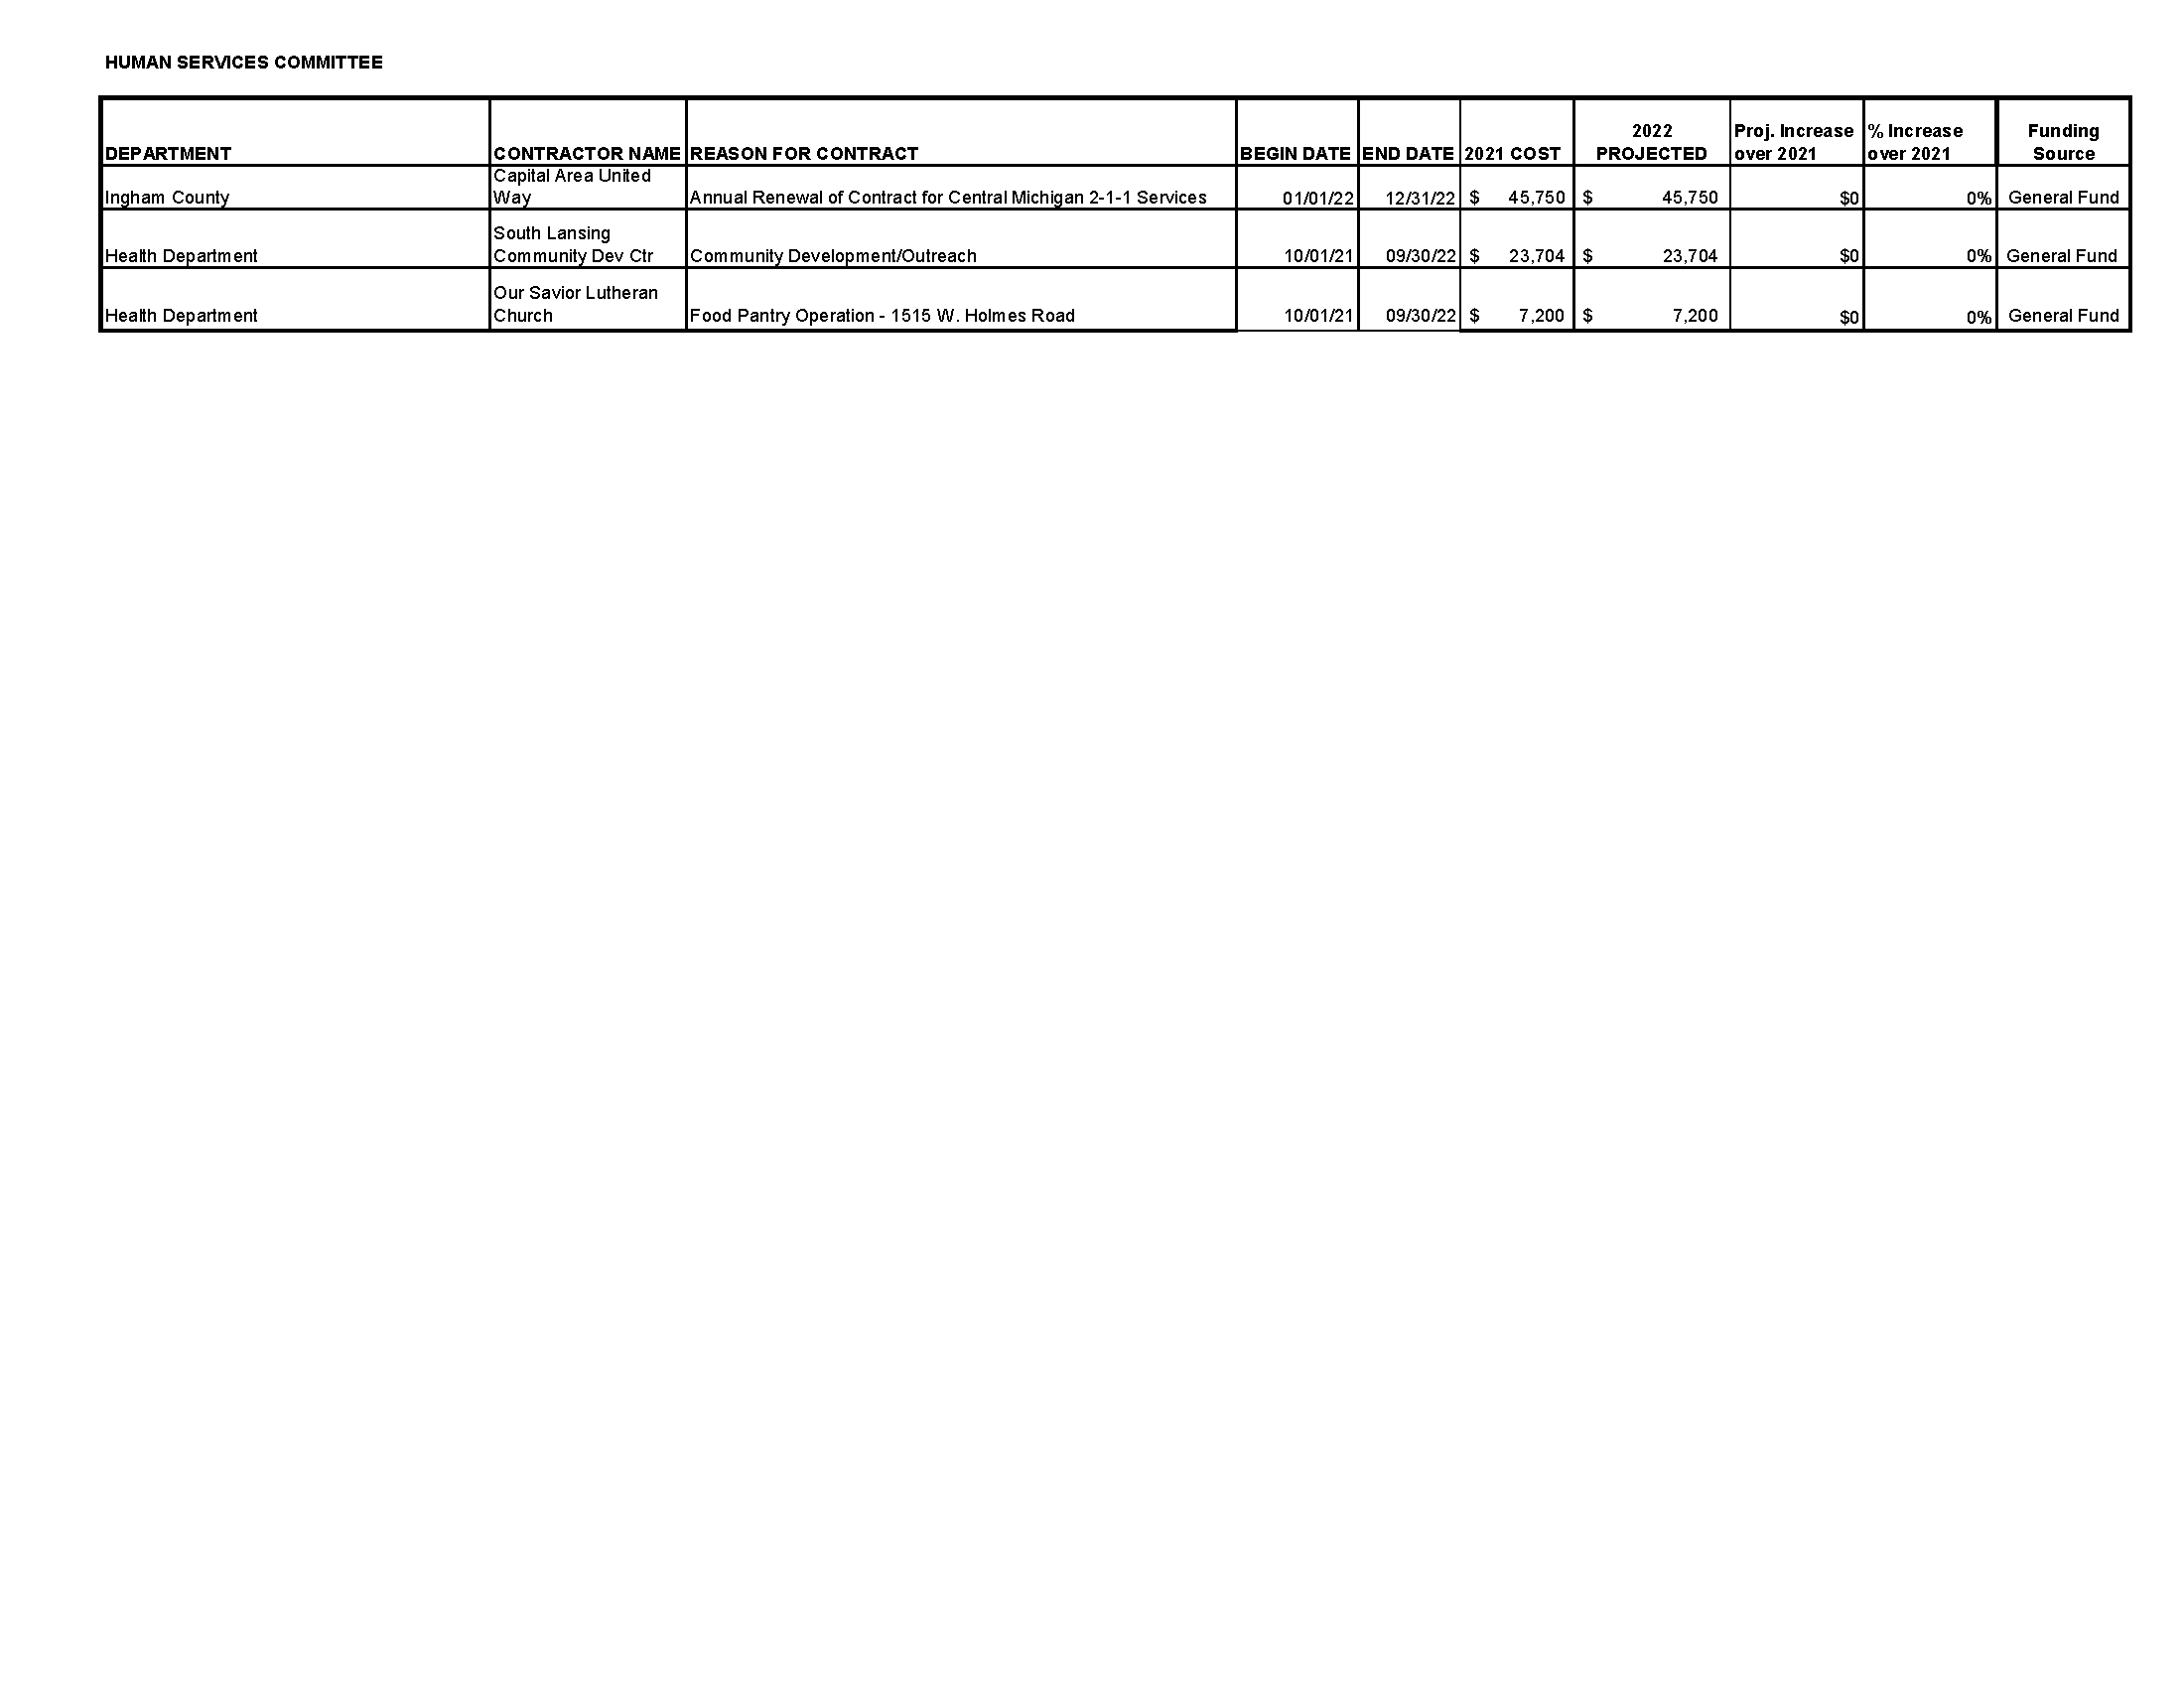 HUMAN SERVICES COMMITTEE
DEPARTMENT CONTRACTOR NAME REASON FOR CONTRACT BEGIN DATE END DATE 2021 COST 2022 PROJECTED Proj. Increase over 2021 % Increase over 2021 Funding Source
Ingham County Capital Area United Way Annual Renewal of Contract for Central Michigan 2-1-1 Services 01/01/22 12/31/22 $ 45,750 $ 45,750 $0 0% General Fund
Health Department South Lansing Community Dev Ctr Community Development/Outreach 10/01/21 09/30/22 $ 23,704 $ 23,704 $0 0% General Fund
Health Department Our Savior Lutheran Church Food Pantry Operation - 1515 W. Holmes Road 10/01/21 09/30/22 $ 7,200 $ 7,200 $0 0% General Fund